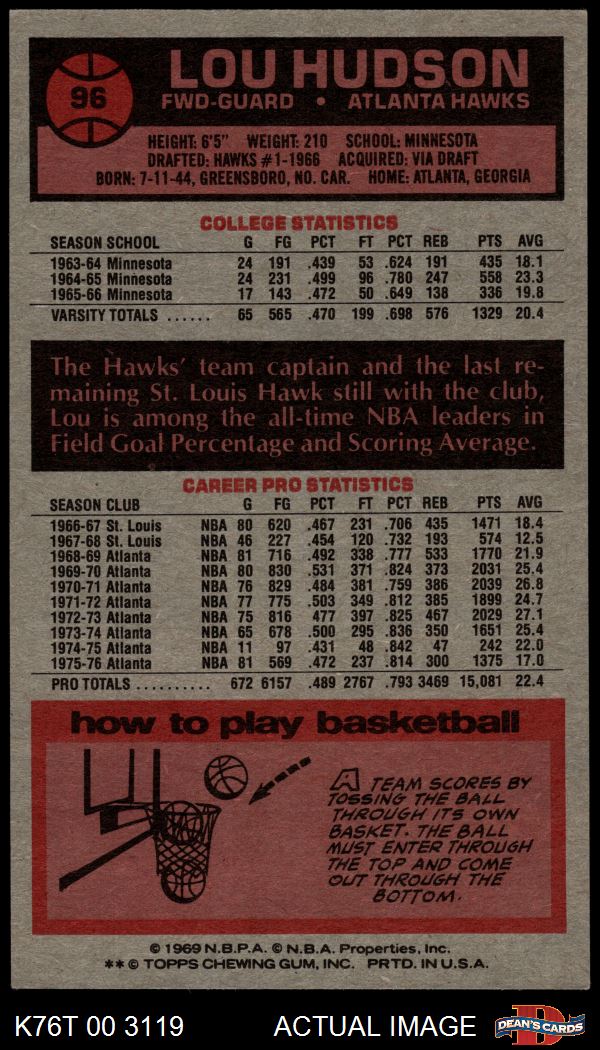 96
LOU HUDSON
FWD-GUARD • ATLANTA HAWKS
HEIGHT: 6'5" WEIGHT: 210 SCHOOL: MINNESOTA
DRAFTED: HAWKS #1-1966 ACQUIRED: VIA DRAFT
BORN: 7-11-44, GREENSBORO, NO. CAR. HOME: ATLANTA, GEORGIA
COLLEGE STATISTICS
SEASON SCHOOL G FG PCT FT PCT REB PTS AVG
1963-64 Minnesota 24 191 .439 53 .624 191 435 18.1
1964-65 Minnesota 24 231 .499 96 .780 247 558 23.3
1965-66 Minnesota 17 143 .472 50 .649 138 336 19.8
VARSITY TOTALS ...... 65 565 .470 199 .698 576 1329 20.4
The Hawks' team captain and the last re-
maining St. Louis Hawk still with the club,
Lou is among the all-time NBA leaders in
Field Goal Percentage and Scoring Average.
CAREER PRO STATISTICS
SEASON CLUB G FG PCT FT PCT REB PTS AVG
1966-67 St. Louis NBA 80 620 .467 231 .706 435 1471 18.4
1967-68 St. Louis NBA 46 227 .454 120 .732 193 574 12.5
1968-69 Atlanta NBA 81 716 .492 338 .777 533 1770 21.9
1969-70 Atlanta NBA 80 830 .531 371 .824 373 2031 25.4
1970-71 Atlanta NBA 76 829 .484 381 .759 386 2039 26.8
1971-72 Atlanta NBA 77 775 .503 349 .812 385 1899 24.7
1972-73 Atlanta NBA 75 816 .477 397 .825 467 2029 27.1
1973-74 Atlanta NBA 65 678 .500 295 .836 350 1651 25.4
1974-75 Atlanta NBA 11 97 .431 48 .842 47 242 22.0
1975-76 Atlanta NBA 81 569 .472 237 .814 300 1375 17.0
PRO TOTALS .......... 672 6157 .489 2767 .793 3469 15,081 22.4
how to play basketball
A TEAM SCORES BY
TOSSING THE BALL
THROUGH ITS OWN
BASKET. THE BALL
MUST ENTER THROUGH
THE TOP AND COME
OUT THROUGH THE
BOTTOM.
© 1969 N.B.P.A. © N.B.A. Properties, Inc.
**© TOPPS CHEWING GUM, INC. PRTD. IN U.S.A.
K76T 00 3119 ACTUAL IMAGE
D
DEAN'S CARDS